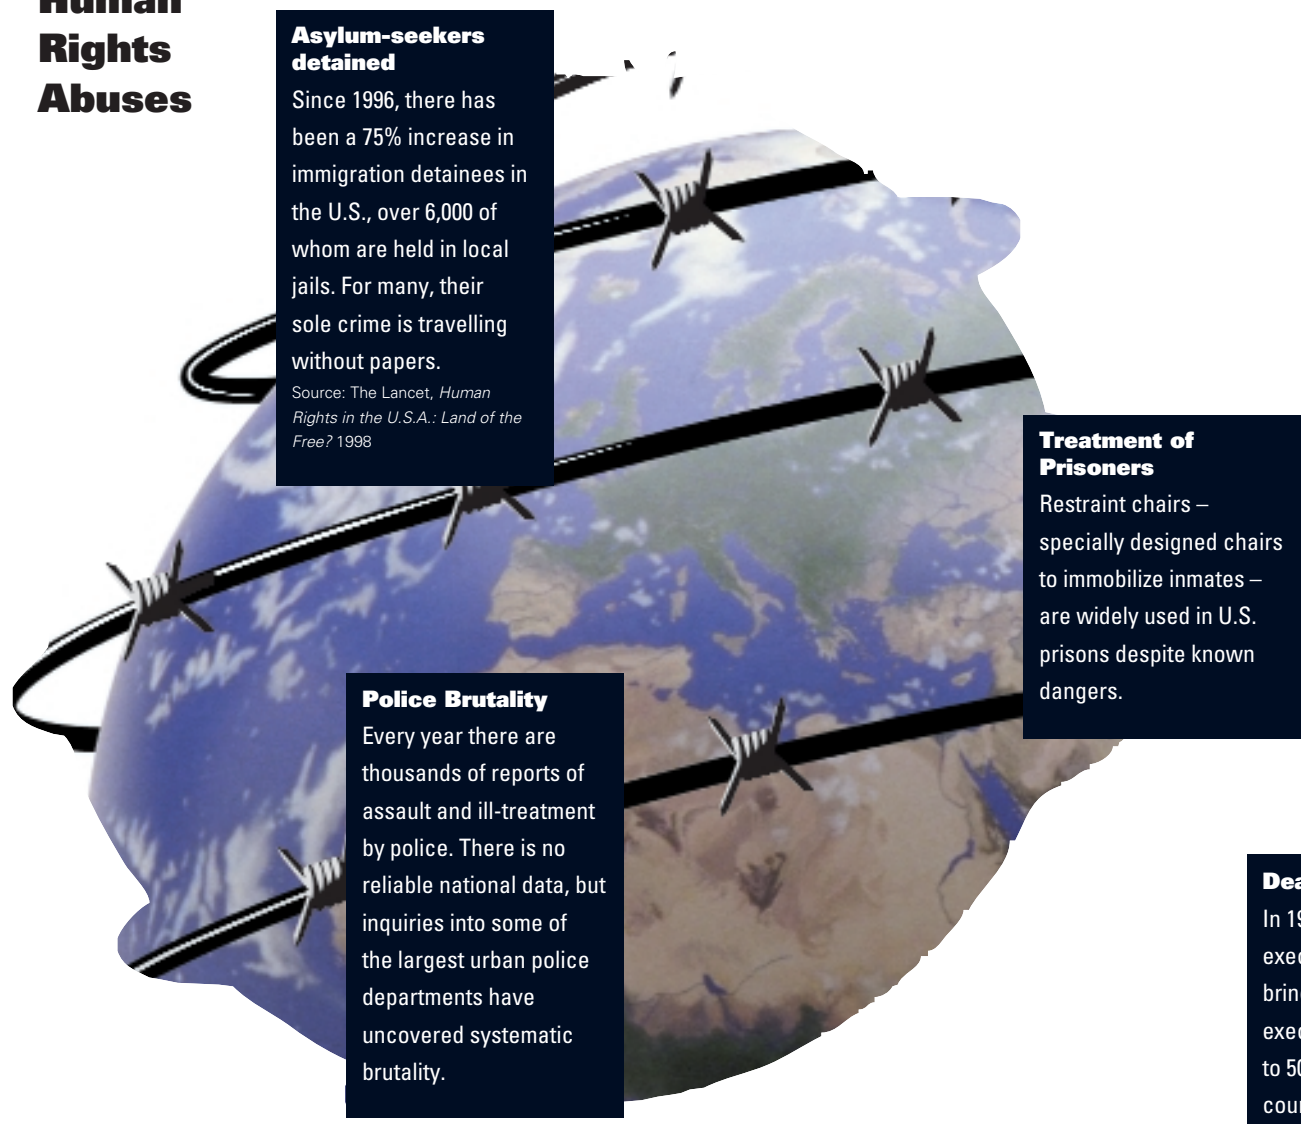 Human
Rights
Abuses
Asylum-seekers
detained
Since 1996, there has
been a 75% increase in
immigration detainees in
the U.S., over 6,000 of
whom are held in local
jails. For many, their
sole crime is travelling
without papers.
Source: The Lancet, Human
Rights in the U.S.A.: Land of the
Free? 1998
Treatment of
Prisoners
Restraint chairs –
specially designed chairs
to immobilize inmates –
are widely used in U.S.
prisons despite known
dangers.
Police Brutality
Every year there are
thousands of reports of
assault and ill-treatment
by police. There is no
reliable national data, but
inquiries into some of
the largest urban police
departments have
uncovered systematic
brutality.
In
to